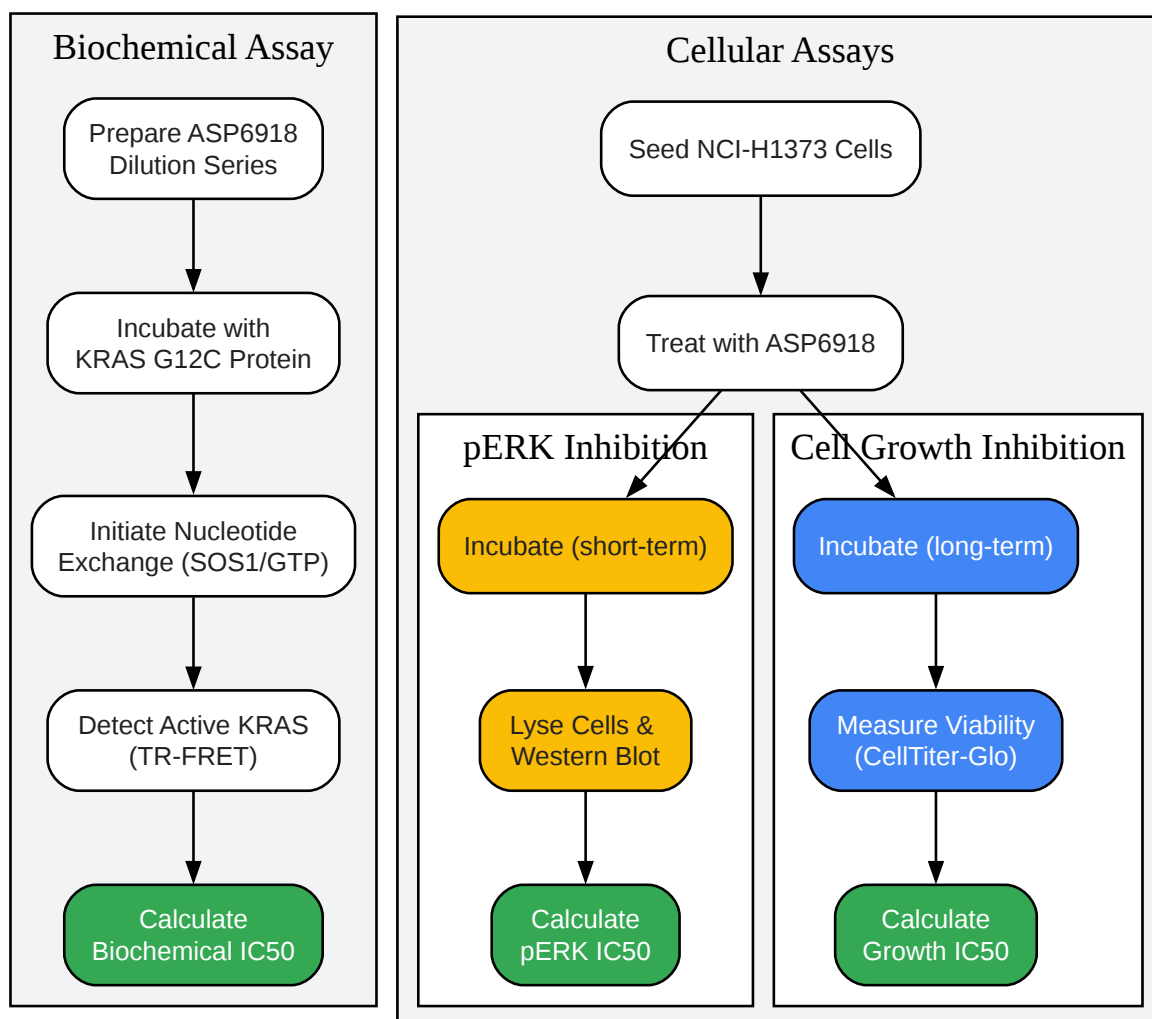 Biochemical Assay
Prepare ASP6918
Dilution Series
Incubate with
KRAS G12C Protein
Initiate Nucleotide
Exchange (SOS1/GTP)
Detect Active KRAS
(TR-FRET)
Calculate
Biochemical IC50
Cellular Assays
Seed NCI-H1373 Cells
Treat with ASP6918
pERK Inhibition
Incubate (short-term)
Lyse Cells &
Western Blot
Calculate
pERK IC50
Cell Growth Inhibition
Incubate (long-term)
Measure Viability
(CellTiter-Glo)
Calculate
Growth IC50